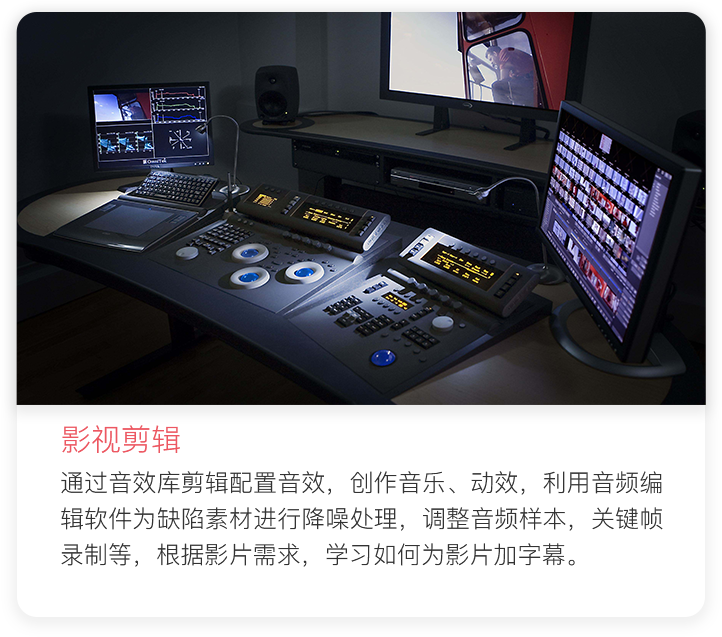 影视剪辑
通过音效库剪辑配置音效，创作音乐、动效，利用音频编
辑软件为缺陷素材进行降噪处理，调整音频样本，关键帧
录制等，根据影片需求，学习如何为影片加字幕。